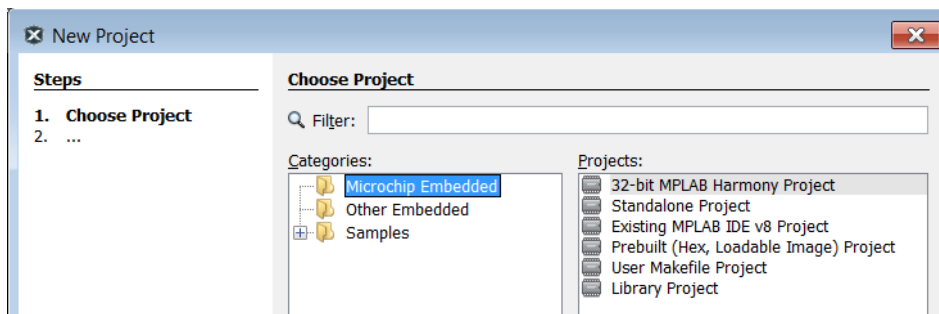 New Project
Steps
1. Choose Project
2. ...
Choose Project
Filter:
Categories:
Microchip Embedded
Other Embedded
Samples
Projects:
32-bit MPLAB Harmony Project
Standalone Project
Existing MPLAB IDE v8 Project
Prebuilt (Hex, Loadable Image) Project
User Makefile Project
Library Project